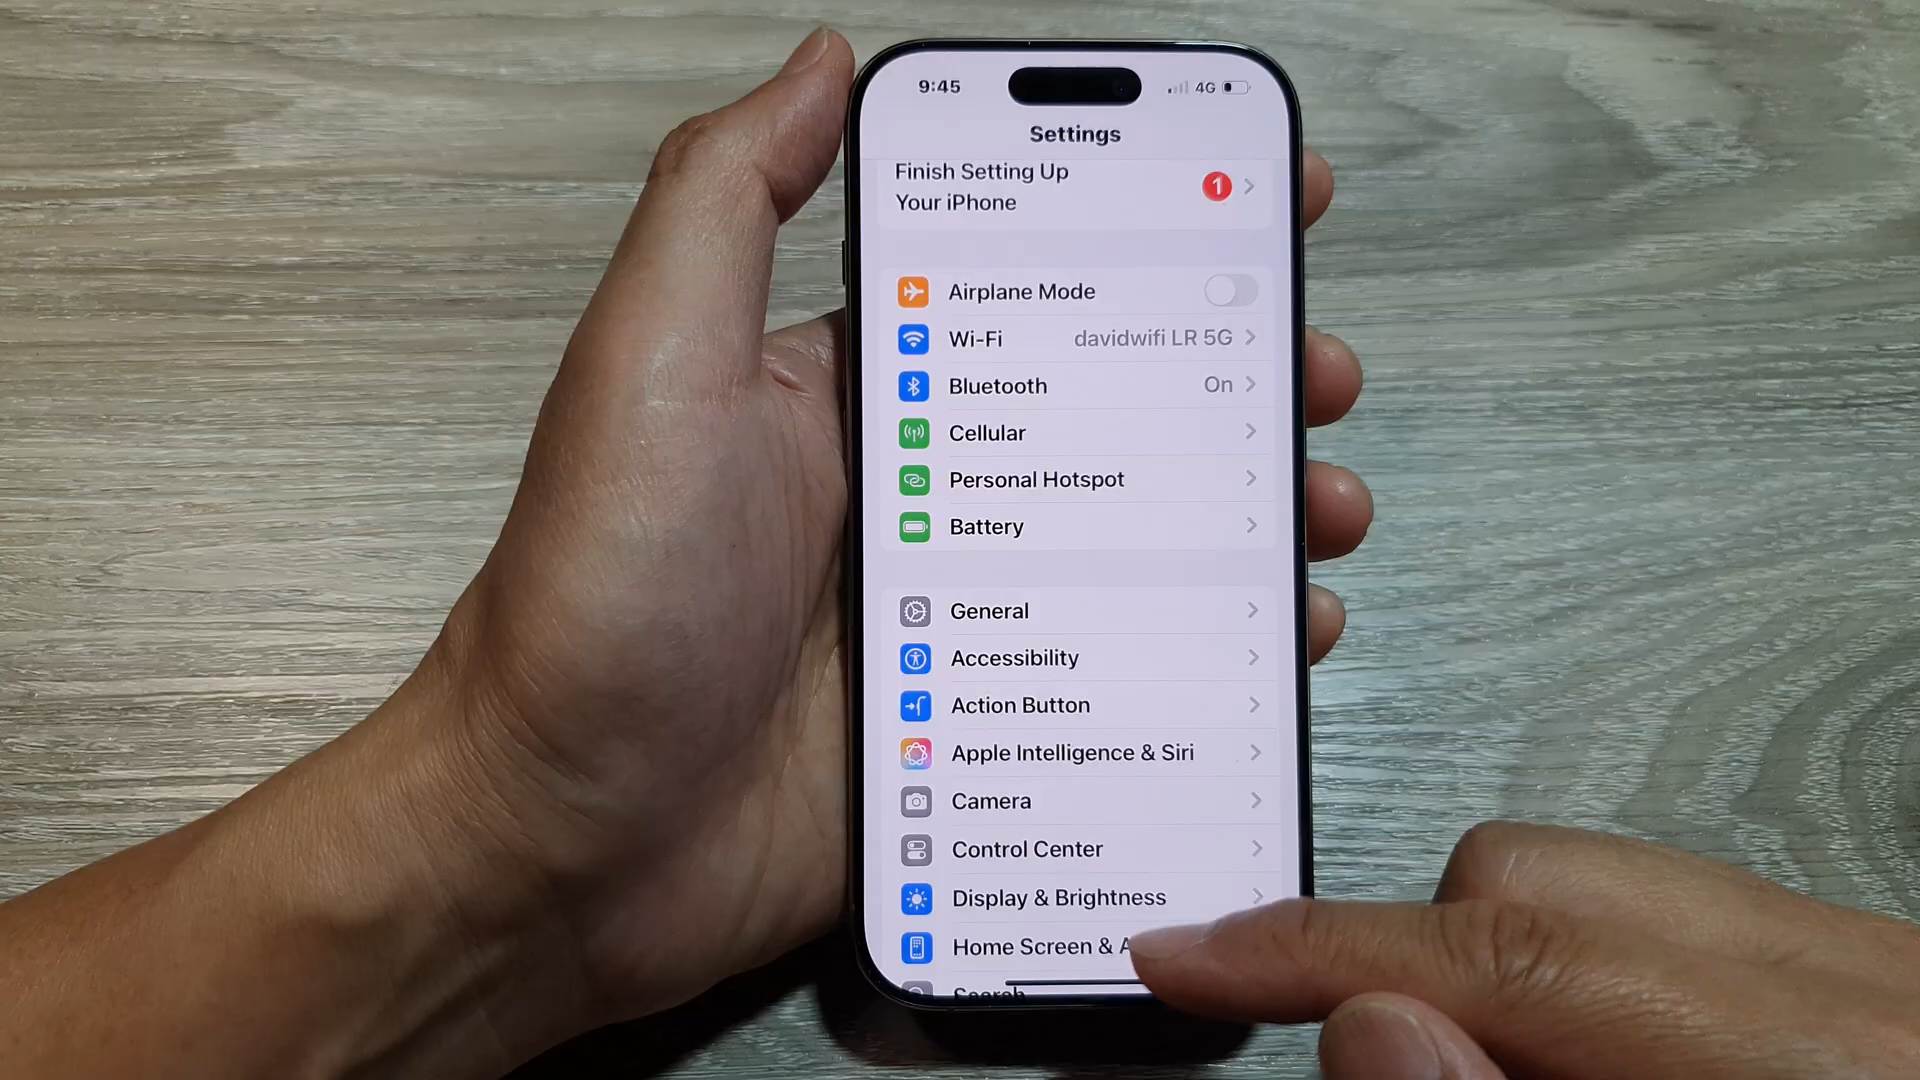 9:45
4G
Settings
Finish Setting Up
Your iPhone
1
Airplane Mode
Wi-Fi davidwifi LR 5G
Bluetooth On
Cellular
Personal Hotspot
Battery
General
Accessibility
Action Button
Apple Intelligence & Siri
Camera
Control Center
Display & Brightness
Home Screen & A
Search